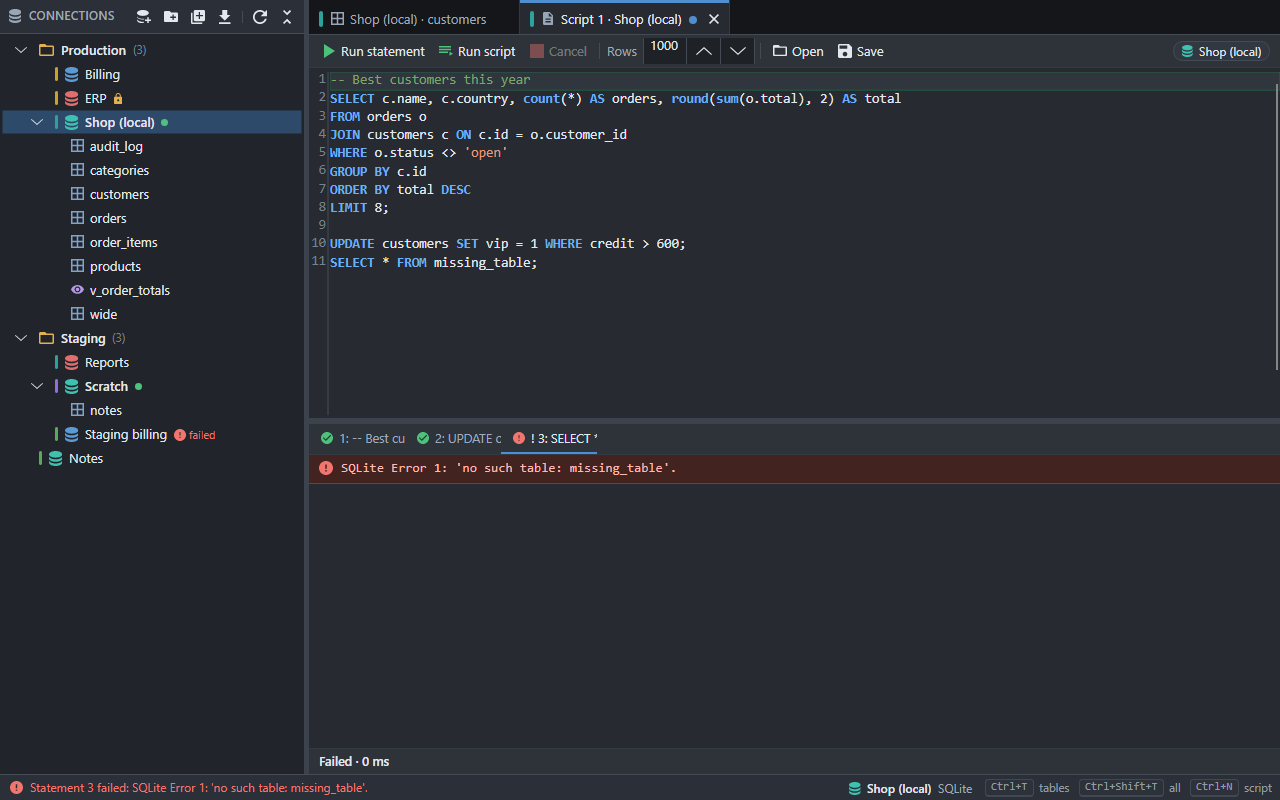 CONNECTIONS
Production (3)
Billing
ERP
Shop (local)
audit_log
categories
customers
orders
order_items
products
v_order_totals
wide
Staging (3)
Reports
Scratch
notes
Staging billing failed
Notes
Shop (local) · customers
Script 1 · Shop (local)
Run statement Run script Cancel Rows 1000 Open Save Shop (local)
1 -- Best customers this year
2 SELECT c.name, c.country, count(*) AS orders, round(sum(o.total), 2) AS total
3 FROM orders o
4 JOIN customers c ON c.id = o.customer_id
5 WHERE o.status <> 'open'
6 GROUP BY c.id
7 ORDER BY total DESC
8 LIMIT 8;
9
10 UPDATE customers SET vip = 1 WHERE credit > 600;
11 SELECT * FROM missing_table;
1: -- Best cu 2: UPDATE c ! 3: SELECT *
SQLite Error 1: 'no such table: missing_table'.
Failed · 0 ms
Statement 3 failed: SQLite Error 1: 'no such table: missing_table'.
Shop (local) SQLite Ctrl+T tables Ctrl+Shift+T all Ctrl+N script